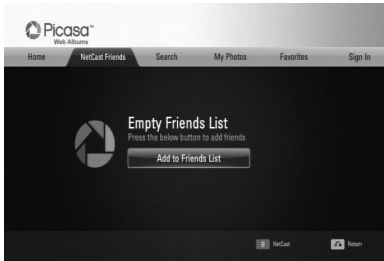 Picasa™
Web Albums
Home NetCast Friends Search My Photos Favorites Sign In
Empty Friends List
Press the below button to add friends
Add to Friends List
NetCast Return